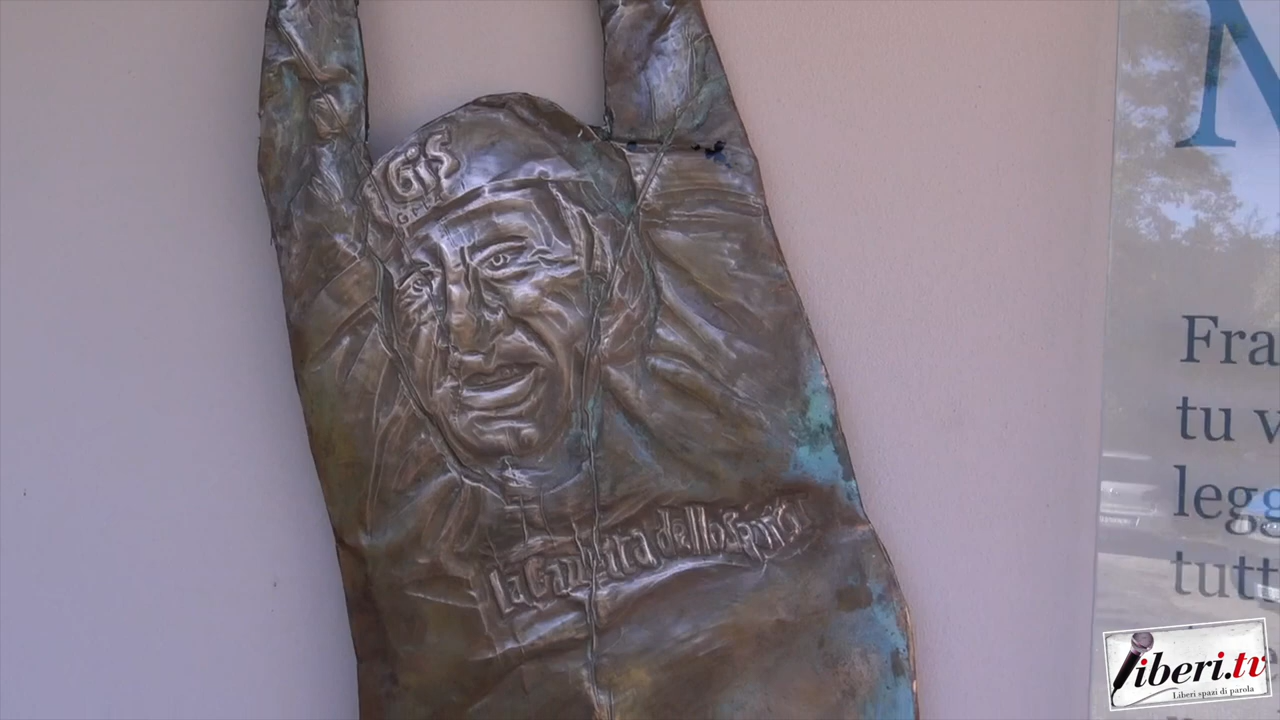 GiS
La Gazzetta dello Sport
N
Fra
tu v
legg
tutt
liberi.tv
Liberi spazi di parola